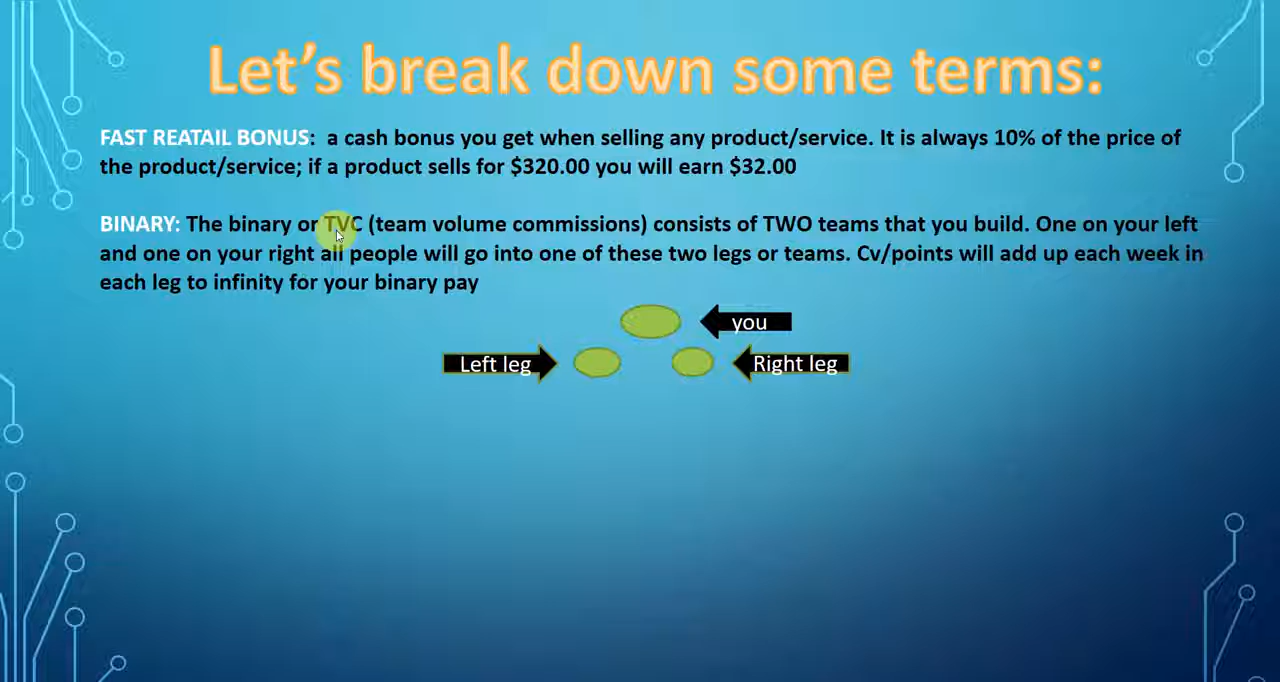 Let's break down some terms:
FAST REATAIL BONUS:  a cash bonus you get when selling any product/service. It is always 10% of the price of
the product/service; if a product sells for $320.00 you will earn $32.00
BINARY: The binary or TVC (team volume commissions) consists of TWO teams that you build. One on your left
and one on your right all people will go into one of these two legs or teams. Cv/points will add up each week in
each leg to infinity for your binary pay
you
Left leg
Right leg